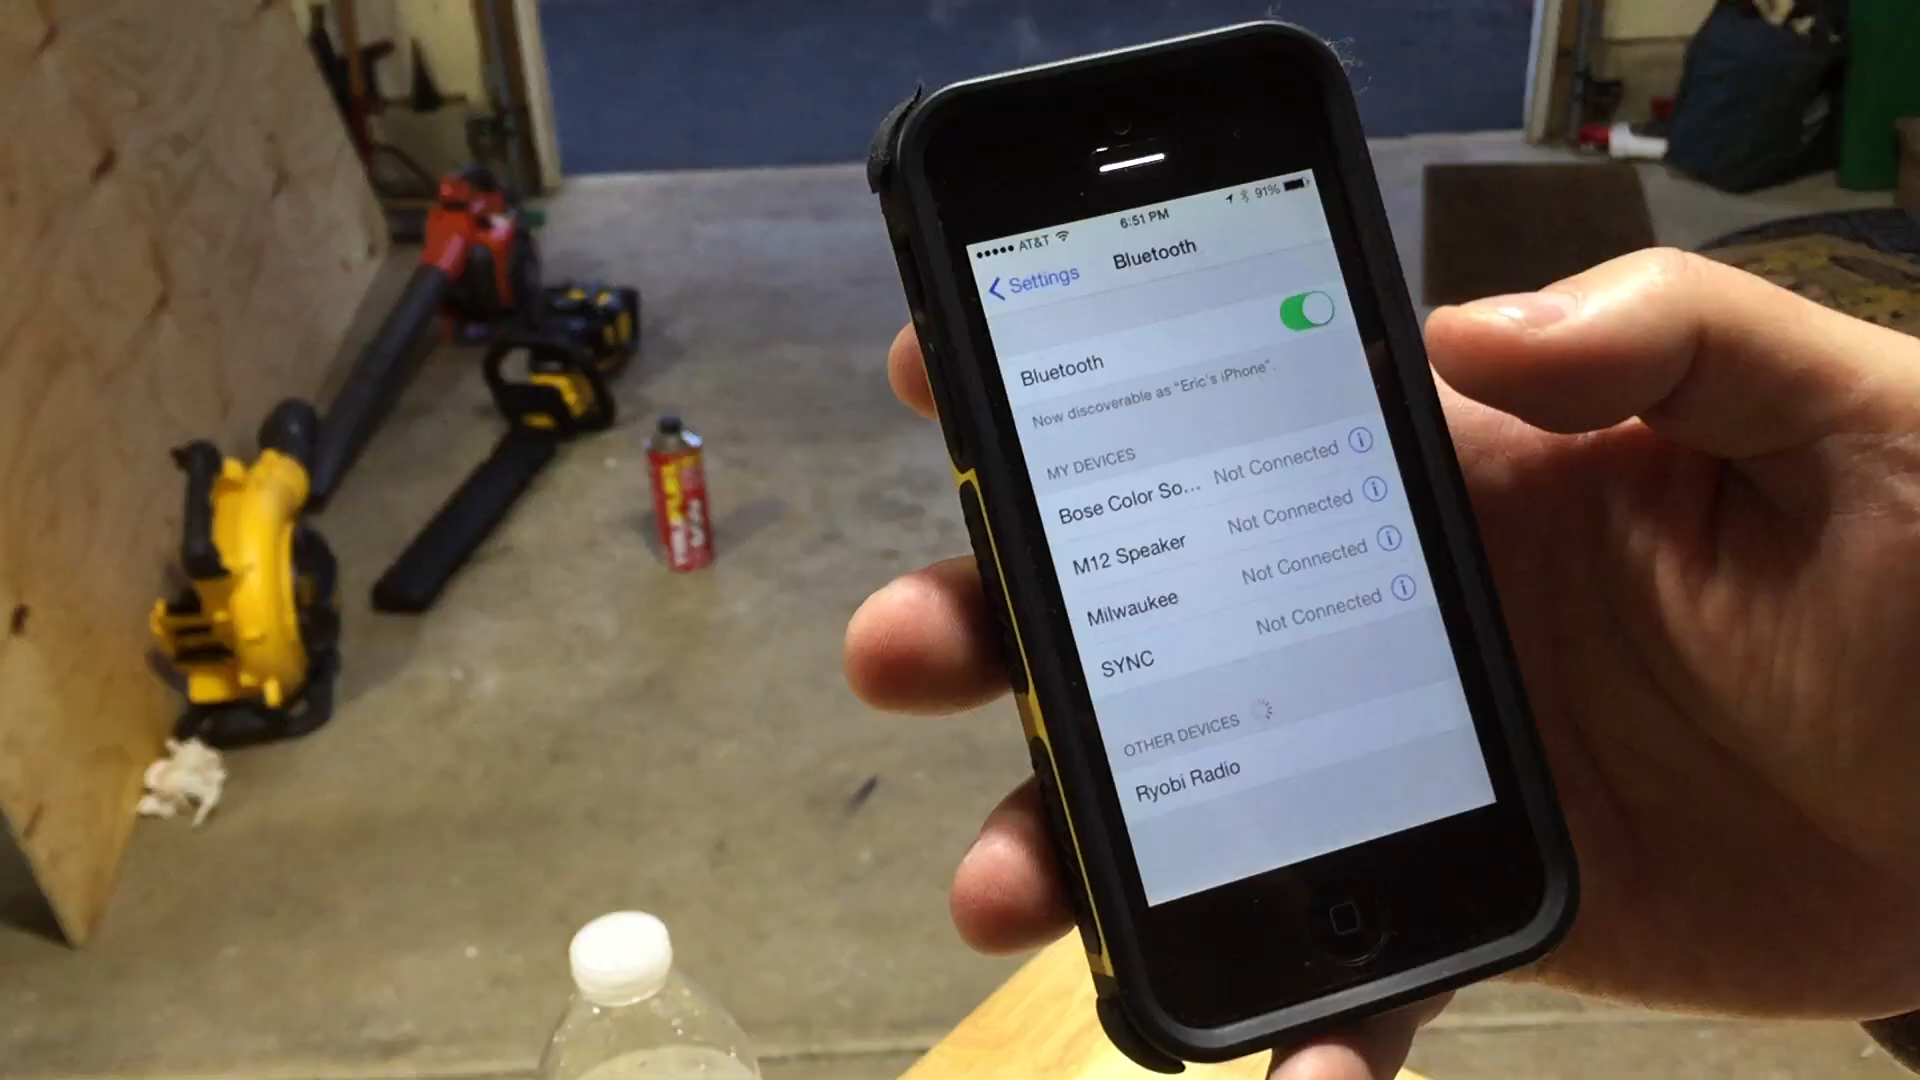 ●●●●● AT&T 6:51 PM 91%
Settings Bluetooth
Bluetooth
Now discoverable as "Eric's iPhone".
MY DEVICES
Bose Color So... Not Connected
M12 Speaker Not Connected
Milwaukee Not Connected
SYNC Not Connected
OTHER DEVICES
Ryobi Radio